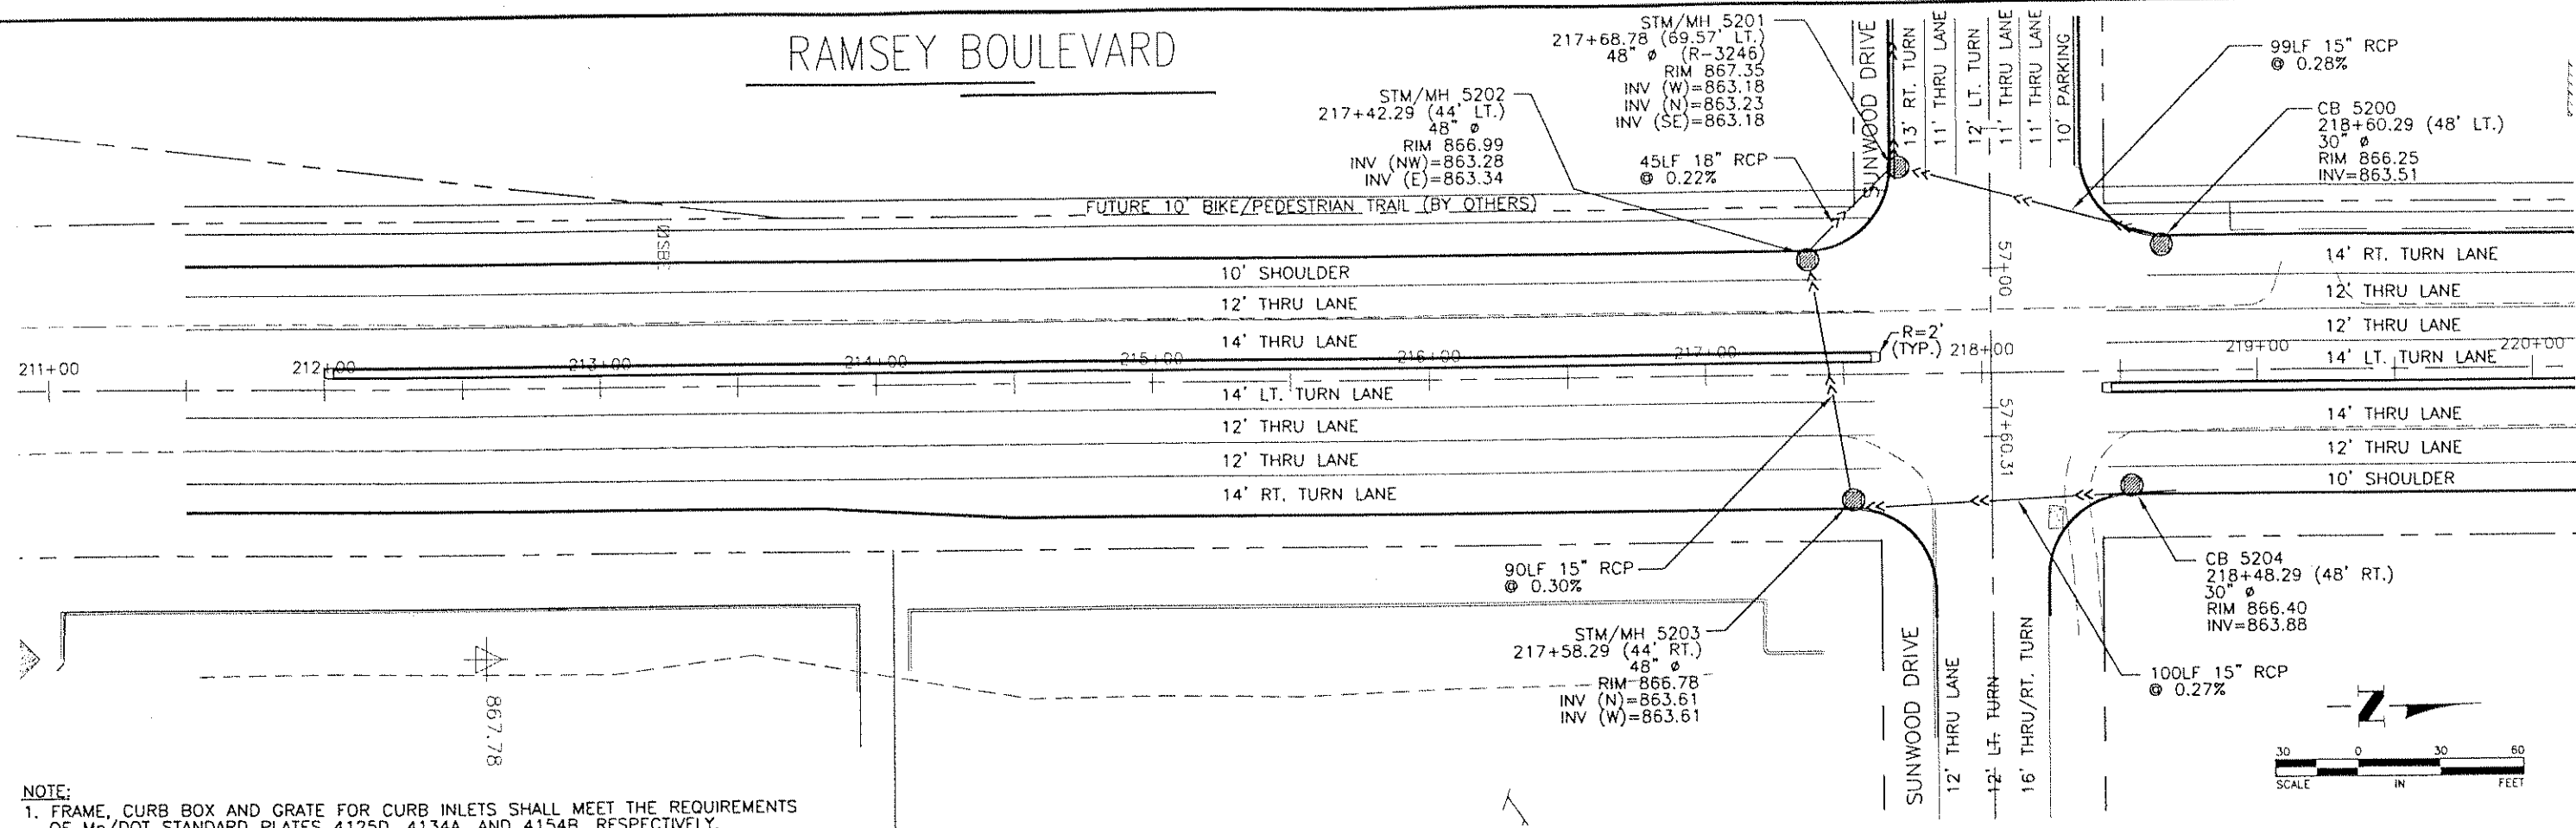 RAMSEY BOULEVARD
STM/MH 5201
217+68.78 (69.57' LT.)
48" ø (R-3246)
RIM 867.35
INV (W)=863.18
INV (N)=863.23
INV (SE)=863.18
STM/MH 5202
217+42.29 (44' LT.)
48" ø
RIM 866.99
INV (NW)=863.28
INV (E)=863.34
45LF 18" RCP
@ 0.22%
SUNWOOD DRIVE
13' RT. TURN
11' THRU LANE
12' LT. TURN
11' THRU LANE
11' THRU LANE
10' PARKING
99LF 15" RCP
@ 0.28%
CB 5200
218+60.29 (48' LT.)
30" ø
RIM 866.25
INV=863.51
FUTURE 10' BIKE/PEDESTRIAN TRAIL (BY OTHERS)
10' SHOULDER
12' THRU LANE
14' THRU LANE
57+00
14' RT. TURN LANE
12' THRU LANE
12' THRU LANE
14' LT. TURN LANE
R=2'
(TYP.)
211+00
212+00
213+00
214+00
215+00
216+00
217+00
218+00
219+00
220+00
14' LT. TURN LANE
12' THRU LANE
12' THRU LANE
14' RT. TURN LANE
57+60.31
14' THRU LANE
12' THRU LANE
10' SHOULDER
90LF 15" RCP
@ 0.30%
STM/MH 5203
217+58.29 (44' RT.)
48" ø
RIM 866.78
INV (N)=863.61
INV (W)=863.61
CB 5204
218+48.29 (48' RT.)
30" ø
RIM 866.40
INV=863.88
100LF 15" RCP
@ 0.27%
SUNWOOD DRIVE
12' THRU LANE
12' LT. TURN
16' THRU/RT. TURN
867.78
N
30 0 30 60
SCALE IN FEET
NOTE:
1. FRAME, CURB BOX AND GRATE FOR CURB INLETS SHALL MEET THE REQUIREMENTS
OF Mn/DOT STANDARD PLATES 4125D, 4134A, AND 4154B, RESPECTIVELY.